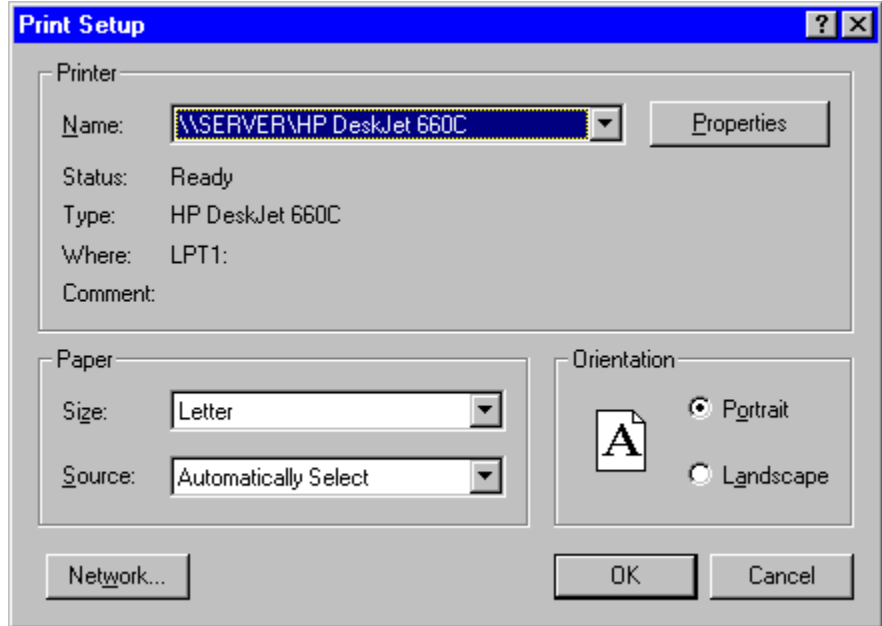 Print Setup
Printer
Name: \\SERVER\HP DeskJet 660C Properties
Status: Ready
Type: HP DeskJet 660C
Where: LPT1:
Comment:
Paper Orientation
Size: Letter Portrait
A
Source: Automatically Select Landscape
Network... OK Cancel